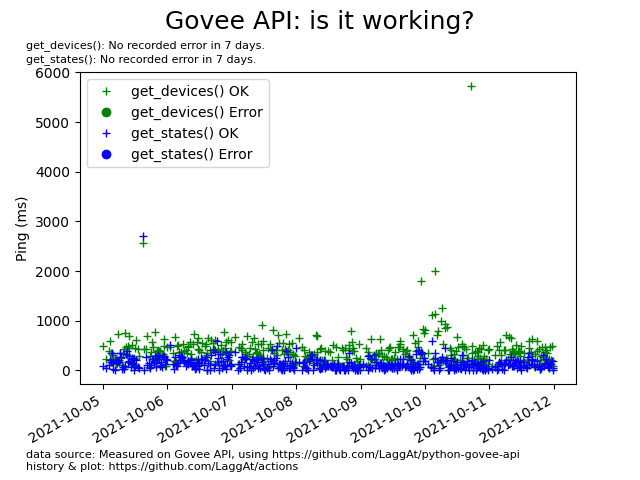 Govee API: is it working?
get_devices(): No recorded error in 7 days.
get_states(): No recorded error in 7 days.
6000
5000
4000
3000
2000
1000
0
Ping (ms)
get_devices() OK
get_devices() Error
get_states() OK
get_states() Error
2021-10-05
2021-10-06
2021-10-07
2021-10-08
2021-10-09
2021-10-10
2021-10-11
2021-10-12
data source: Measured on Govee API, using https://github.com/LaggAt/python-govee-api
history & plot: https://github.com/LaggAt/actions